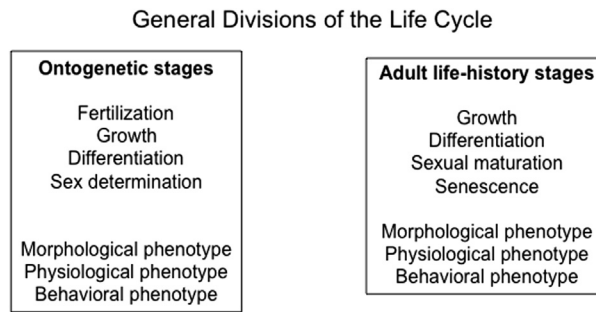 General Divisions of the Life Cycle
Ontogenetic stages
Fertilization
Growth
Differentiation
Sex determination
Morphological phenotype
Physiological phenotype
Behavioral phenotype
Adult life-history stages
Growth
Differentiation
Sexual maturation
Senescence
Morphological phenotype
Physiological phenotype
Behavioral phenotype